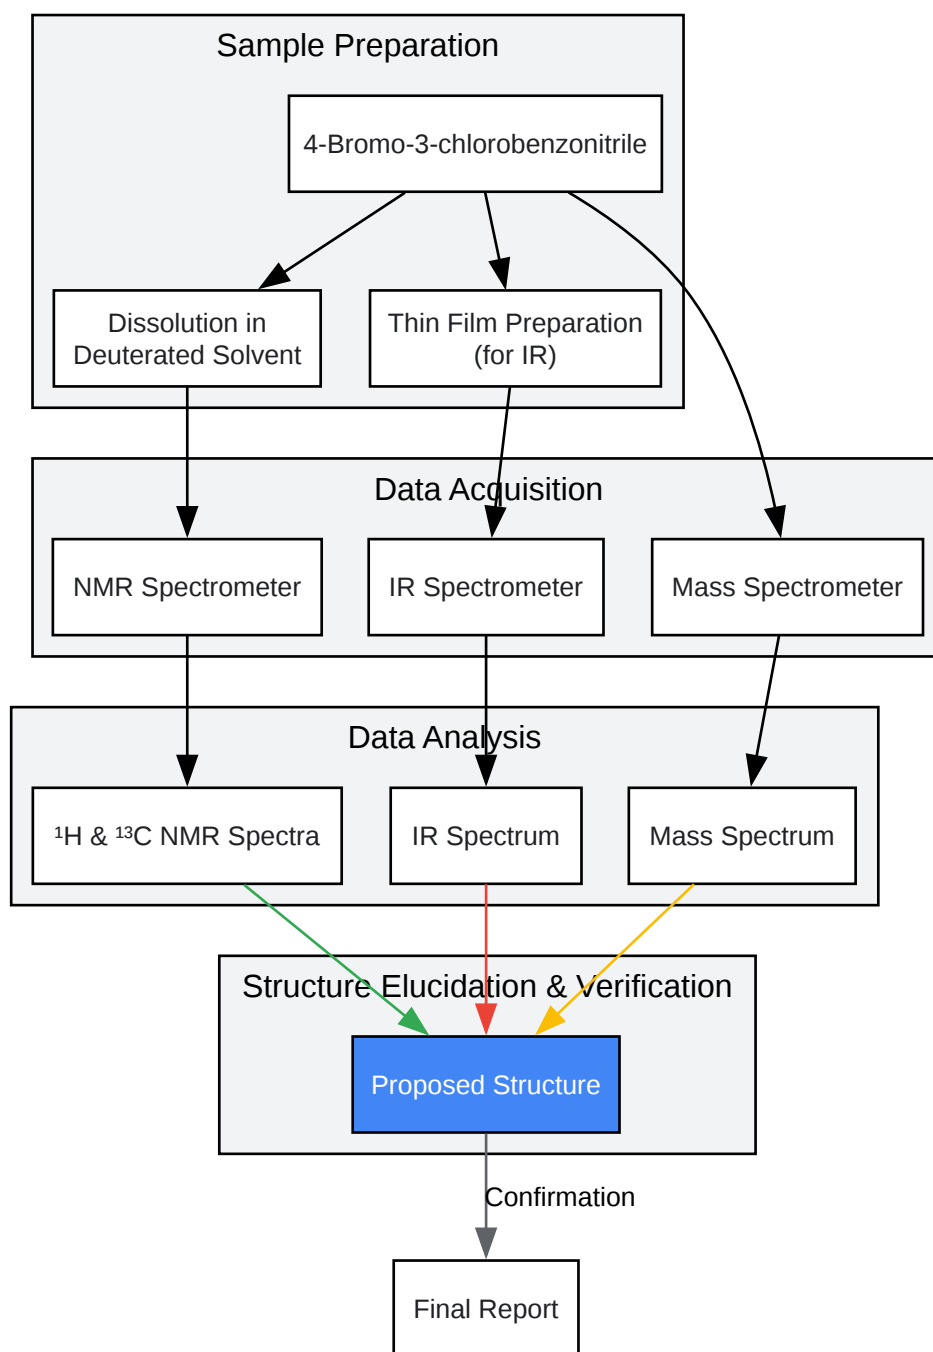 Sample Preparation
4-Bromo-3-chlorobenzonitrile
Dissolution in
Deuterated Solvent
Thin Film Preparation
(for IR)
Data Acquisition
NMR Spectrometer
IR Spectrometer
Mass Spectrometer
Data Analysis
¹H & ¹³C NMR Spectra
IR Spectrum
Mass Spectrum
Structure Elucidation & Verification
Proposed Structure
Confirmation
Final Report